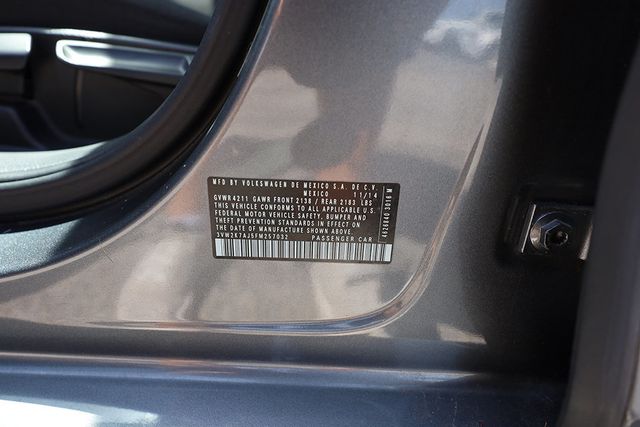 MFD BY VOLKSWAGEN DE MEXICO S.A. DE C.V.
MEXICO 11/14
GVWR 4211 GAWR FRONT 2138 / REAR 2183 LBS
THIS VEHICLE CONFORMS TO ALL APPLICABLE U.S.
FEDERAL MOTOR VEHICLE SAFETY, BUMPER AND
THEFT PREVENTION STANDARDS IN EFFECT ON
THE DATE OF MANUFACTURE SHOWN ABOVE.
3VW2K7AJ5FM257032 PASSENGER CAR